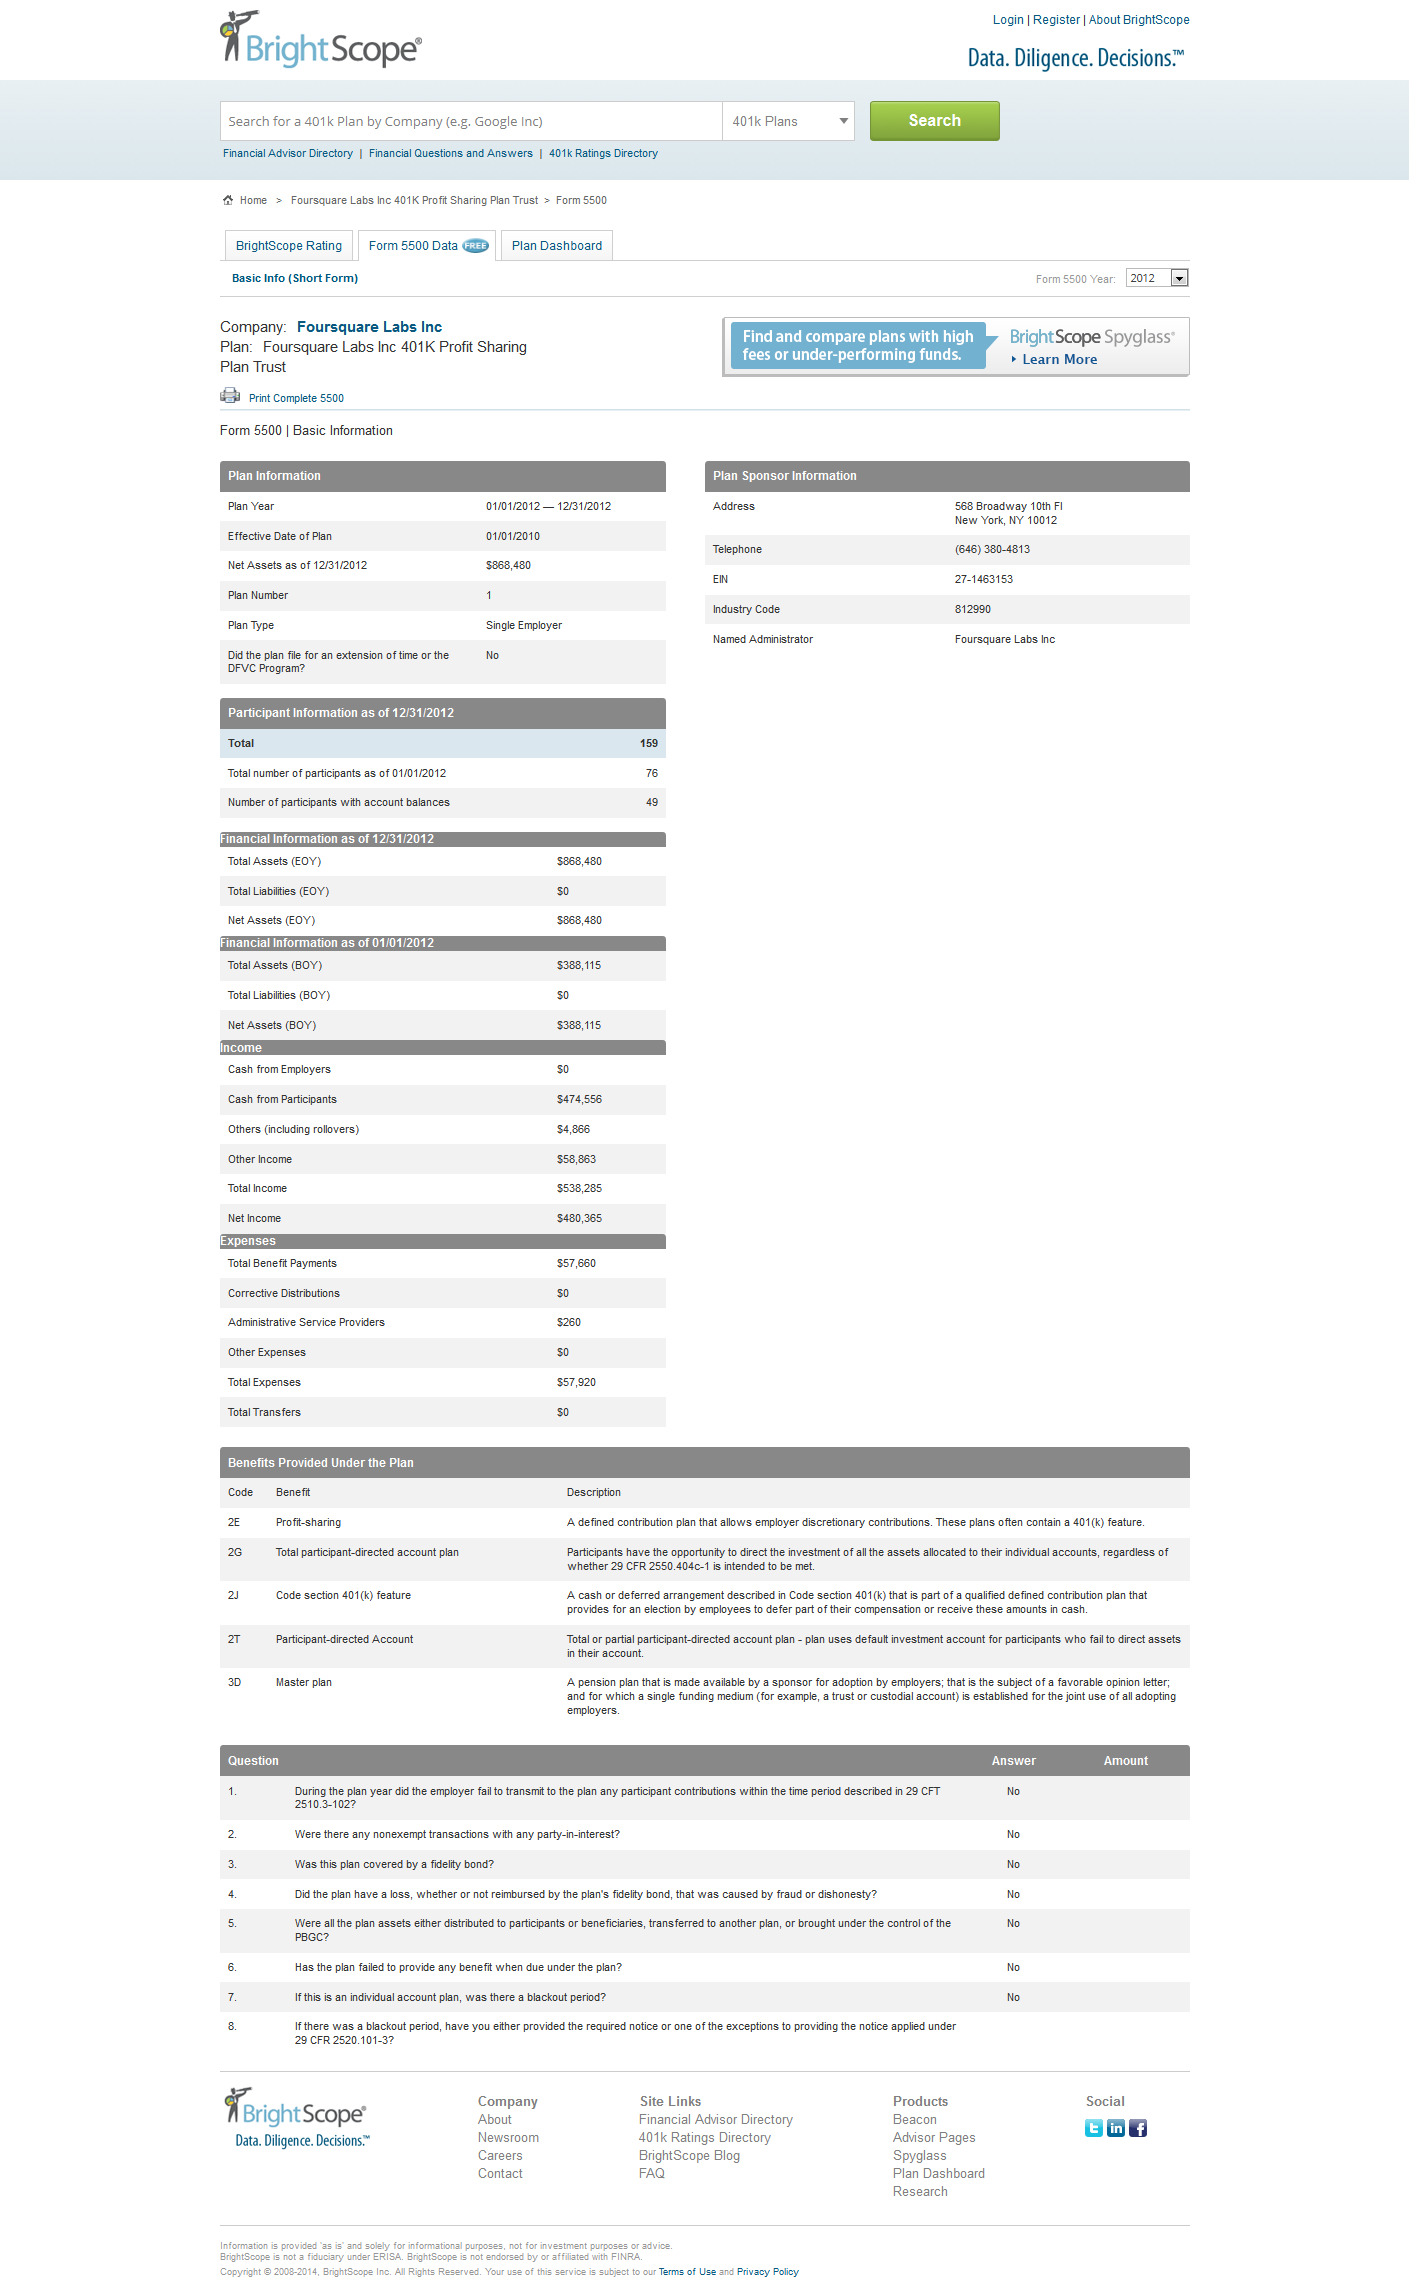 BrightScope®
Login | Register | About BrightScope
Data. Diligence. Decisions.™
Search for a 401k Plan by Company (e.g. Google Inc)
401k Plans
Search
Financial Advisor Directory | Financial Questions and Answers | 401k Ratings Directory
Home > Foursquare Labs Inc 401K Profit Sharing Plan Trust > Form 5500
BrightScope Rating
Form 5500 Data FREE
Plan Dashboard
Basic Info (Short Form)
Form 5500 Year: 2012
Company: Foursquare Labs Inc
Plan: Foursquare Labs Inc 401K Profit Sharing
Plan Trust
Find and compare plans with high
fees or under-performing funds.
BrightScope Spyglass®
Learn More
Print Complete 5500
Form 5500 | Basic Information
Plan Information
Plan Year 01/01/2012 — 12/31/2012
Effective Date of Plan 01/01/2010
Net Assets as of 12/31/2012 $868,480
Plan Number 1
Plan Type Single Employer
Did the plan file for an extension of time or the No
DFVC Program?
Plan Sponsor Information
Address 568 Broadway 10th Fl
New York, NY 10012
Telephone (646) 380-4813
EIN 27-1463153
Industry Code 812990
Named Administrator Foursquare Labs Inc
Participant Information as of 12/31/2012
Total 159
Total number of participants as of 01/01/2012 76
Number of participants with account balances 49
Financial Information as of 12/31/2012
Total Assets (EOY) $868,480
Total Liabilities (EOY) $0
Net Assets (EOY) $868,480
Financial Information as of 01/01/2012
Total Assets (BOY) $388,115
Total Liabilities (BOY) $0
Net Assets (BOY) $388,115
Income
Cash from Employers $0
Cash from Participants $474,556
Others (including rollovers) $4,866
Other Income $58,863
Total Income $538,285
Net Income $480,365
Expenses
Total Benefit Payments $57,660
Corrective Distributions $0
Administrative Service Providers $260
Other Expenses $0
Total Expenses $57,920
Total Transfers $0
Benefits Provided Under the Plan
Code Benefit Description
2E Profit-sharing A defined contribution plan that allows employer discretionary contributions. These plans often contain a 401(k) feature.
2G Total participant-directed account plan Participants have the opportunity to direct the investment of all the assets allocated to their individual accounts, regardless of
whether 29 CFR 2550.404c-1 is intended to be met.
2J Code section 401(k) feature A cash or deferred arrangement described in Code section 401(k) that is part of a qualified defined contribution plan that
provides for an election by employees to defer part of their compensation or receive these amounts in cash.
2T Participant-directed Account Total or partial participant-directed account plan - plan uses default investment account for participants who fail to direct assets
in their account.
3D Master plan A pension plan that is made available by a sponsor for adoption by employers; that is the subject of a favorable opinion letter;
and for which a single funding medium (for example, a trust or custodial account) is established for the joint use of all adopting
employers.
Question Answer Amount
1. During the plan year did the employer fail to transmit to the plan any participant contributions within the time period described in 29 CFT No
2510.3-102?
2. Were there any nonexempt transactions with any party-in-interest? No
3. Was this plan covered by a fidelity bond? No
4. Did the plan have a loss, whether or not reimbursed by the plan's fidelity bond, that was caused by fraud or dishonesty? No
5. Were all the plan assets either distributed to participants or beneficiaries, transferred to another plan, or brought under the control of the No
PBGC?
6. Has the plan failed to provide any benefit when due under the plan? No
7. If this is an individual account plan, was there a blackout period? No
8. If there was a blackout period, have you either provided the required notice or one of the exceptions to providing the notice applied under
29 CFR 2520.101-3?
BrightScope®
Data. Diligence. Decisions.™
Company
About
Newsroom
Careers
Contact
Site Links
Financial Advisor Directory
401k Ratings Directory
BrightScope Blog
FAQ
Products
Beacon
Advisor Pages
Spyglass
Plan Dashboard
Research
Social
t in f
Information is provided 'as is' and solely for informational purposes, not for investment purposes or advice.
BrightScope is not a fiduciary under ERISA. BrightScope is not endorsed by or affiliated with FINRA.
Copyright © 2008-2014, BrightScope Inc. All Rights Reserved. Your use of this service is subject to our Terms of Use and Privacy Policy